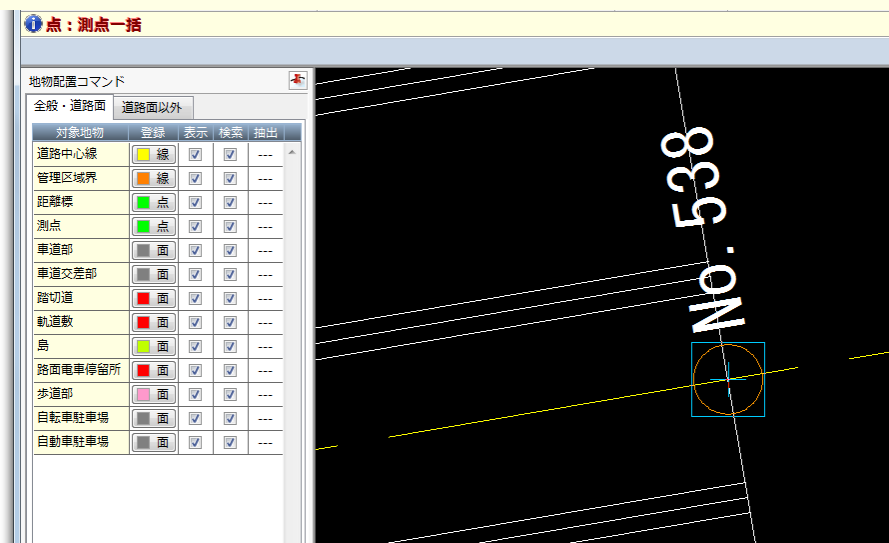 点：測点一括
地物配置コマンド
全般・道路面 道路面以外
対象地物 登録 表示 検索 抽出
道路中心線 線 ---
管理区域界 線 ---
距離標 点 ---
測点 点 ---
車道部 面 ---
車道交差部 面 ---
踏切道 面 ---
軌道敷 面 ---
島 面 ---
路面電車停留所 面 ---
歩道部 面 ---
自転車駐車場 面 ---
自動車駐車場 面 ---
No. 538